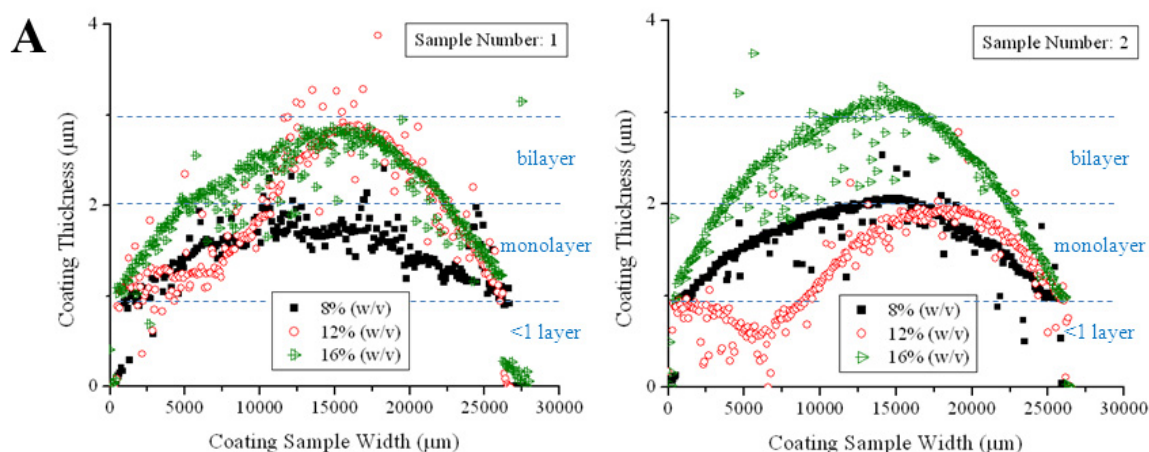 A
Sample Number: 1
Coating Thickness (µm)
4
3
2
1
0
bilayer
monolayer
<1 layer
8% (w/v)
12% (w/v)
16% (w/v)
0 5000 10000 15000 20000 25000 30000
Coating Sample Width (µm)
Sample Number: 2
Coating Thickness (µm)
4
2
0
bilayer
monolayer
<1 layer
8% (w/v)
12% (w/v)
16% (w/v)
0 5000 10000 15000 20000 25000 30000
Coating Sample Width (µm)